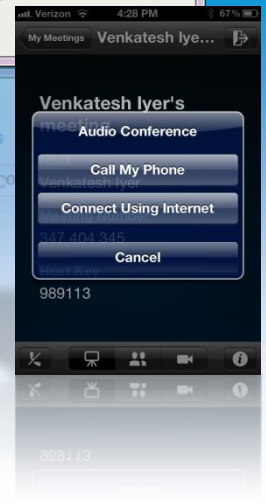 Verizon 4:28 PM 67%
My Meetings Venkatesh Iye...
Venkatesh Iyer's
meeting
Audio Conference
Host
Call My Phone
Venkatesh Iyer
Connect Using Internet
Meeting Number
347 404 345
Cancel
Host Key
989113